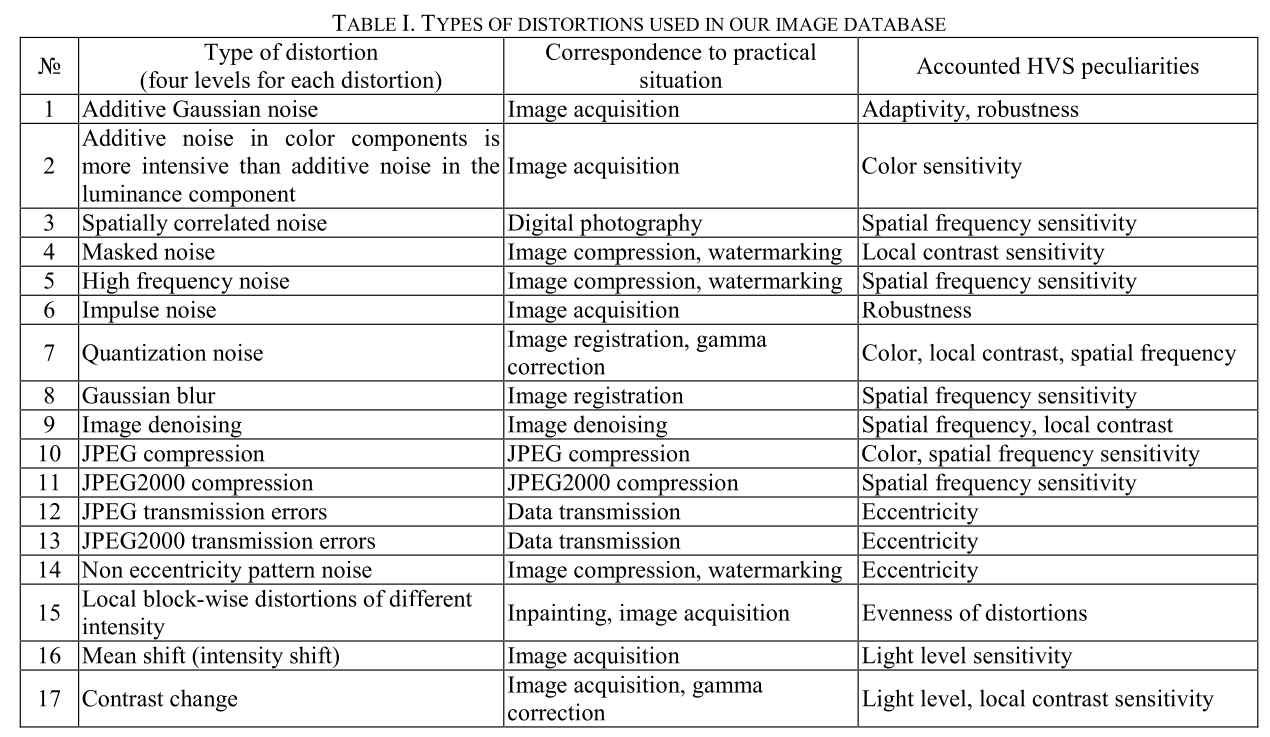 TABLE I. TYPES OF DISTORTIONS USED IN OUR IMAGE DATABASE
№ Type of distortion (four levels for each distortion) Correspondence to practical situation Accounted HVS peculiarities
1 Additive Gaussian noise Image acquisition Adaptivity, robustness
2 Additive noise in color components is more intensive than additive noise in the luminance component Image acquisition Color sensitivity
3 Spatially correlated noise Digital photography Spatial frequency sensitivity
4 Masked noise Image compression, watermarking Local contrast sensitivity
5 High frequency noise Image compression, watermarking Spatial frequency sensitivity
6 Impulse noise Image acquisition Robustness
7 Quantization noise Image registration, gamma correction Color, local contrast, spatial frequency
8 Gaussian blur Image registration Spatial frequency sensitivity
9 Image denoising Image denoising Spatial frequency, local contrast
10 JPEG compression JPEG compression Color, spatial frequency sensitivity
11 JPEG2000 compression JPEG2000 compression Spatial frequency sensitivity
12 JPEG transmission errors Data transmission Eccentricity
13 JPEG2000 transmission errors Data transmission Eccentricity
14 Non eccentricity pattern noise Image compression, watermarking Eccentricity
15 Local block-wise distortions of different intensity Inpainting, image acquisition Evenness of distortions
16 Mean shift (intensity shift) Image acquisition Light level sensitivity
17 Contrast change Image acquisition, gamma correction Light level, local contrast sensitivity